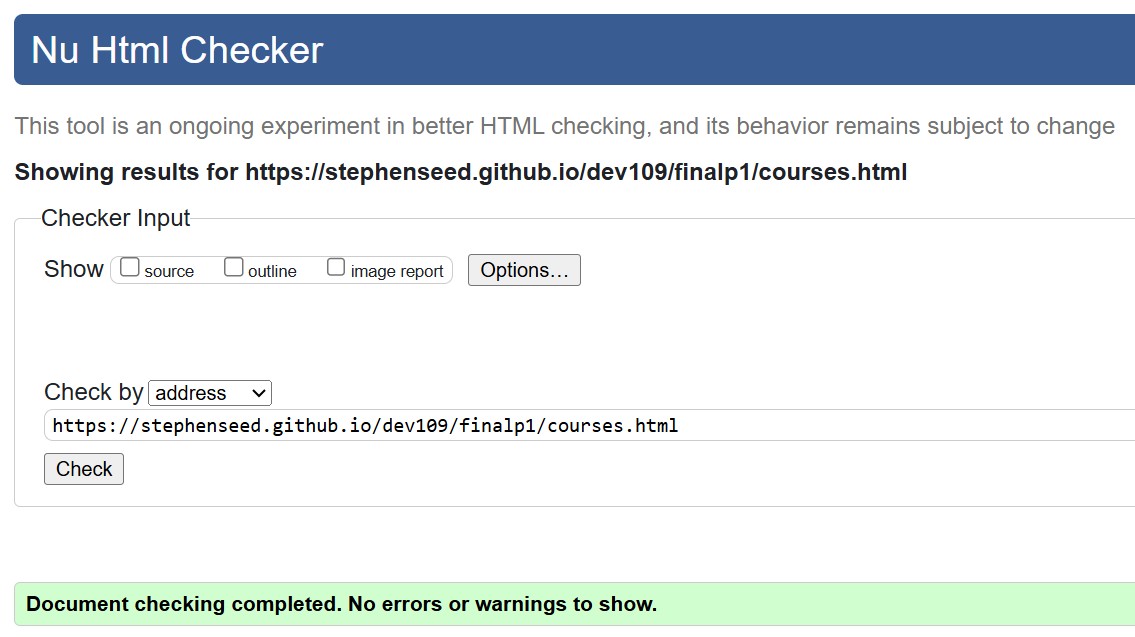 Nu Html Checker
This tool is an ongoing experiment in better HTML checking, and its behavior remains subject to change
Showing results for https://stephenseed.github.io/dev109/finalp1/courses.html
Checker Input
Show source outline image report Options…
Check by address
https://stephenseed.github.io/dev109/finalp1/courses.html
Check
Document checking completed. No errors or warnings to show.